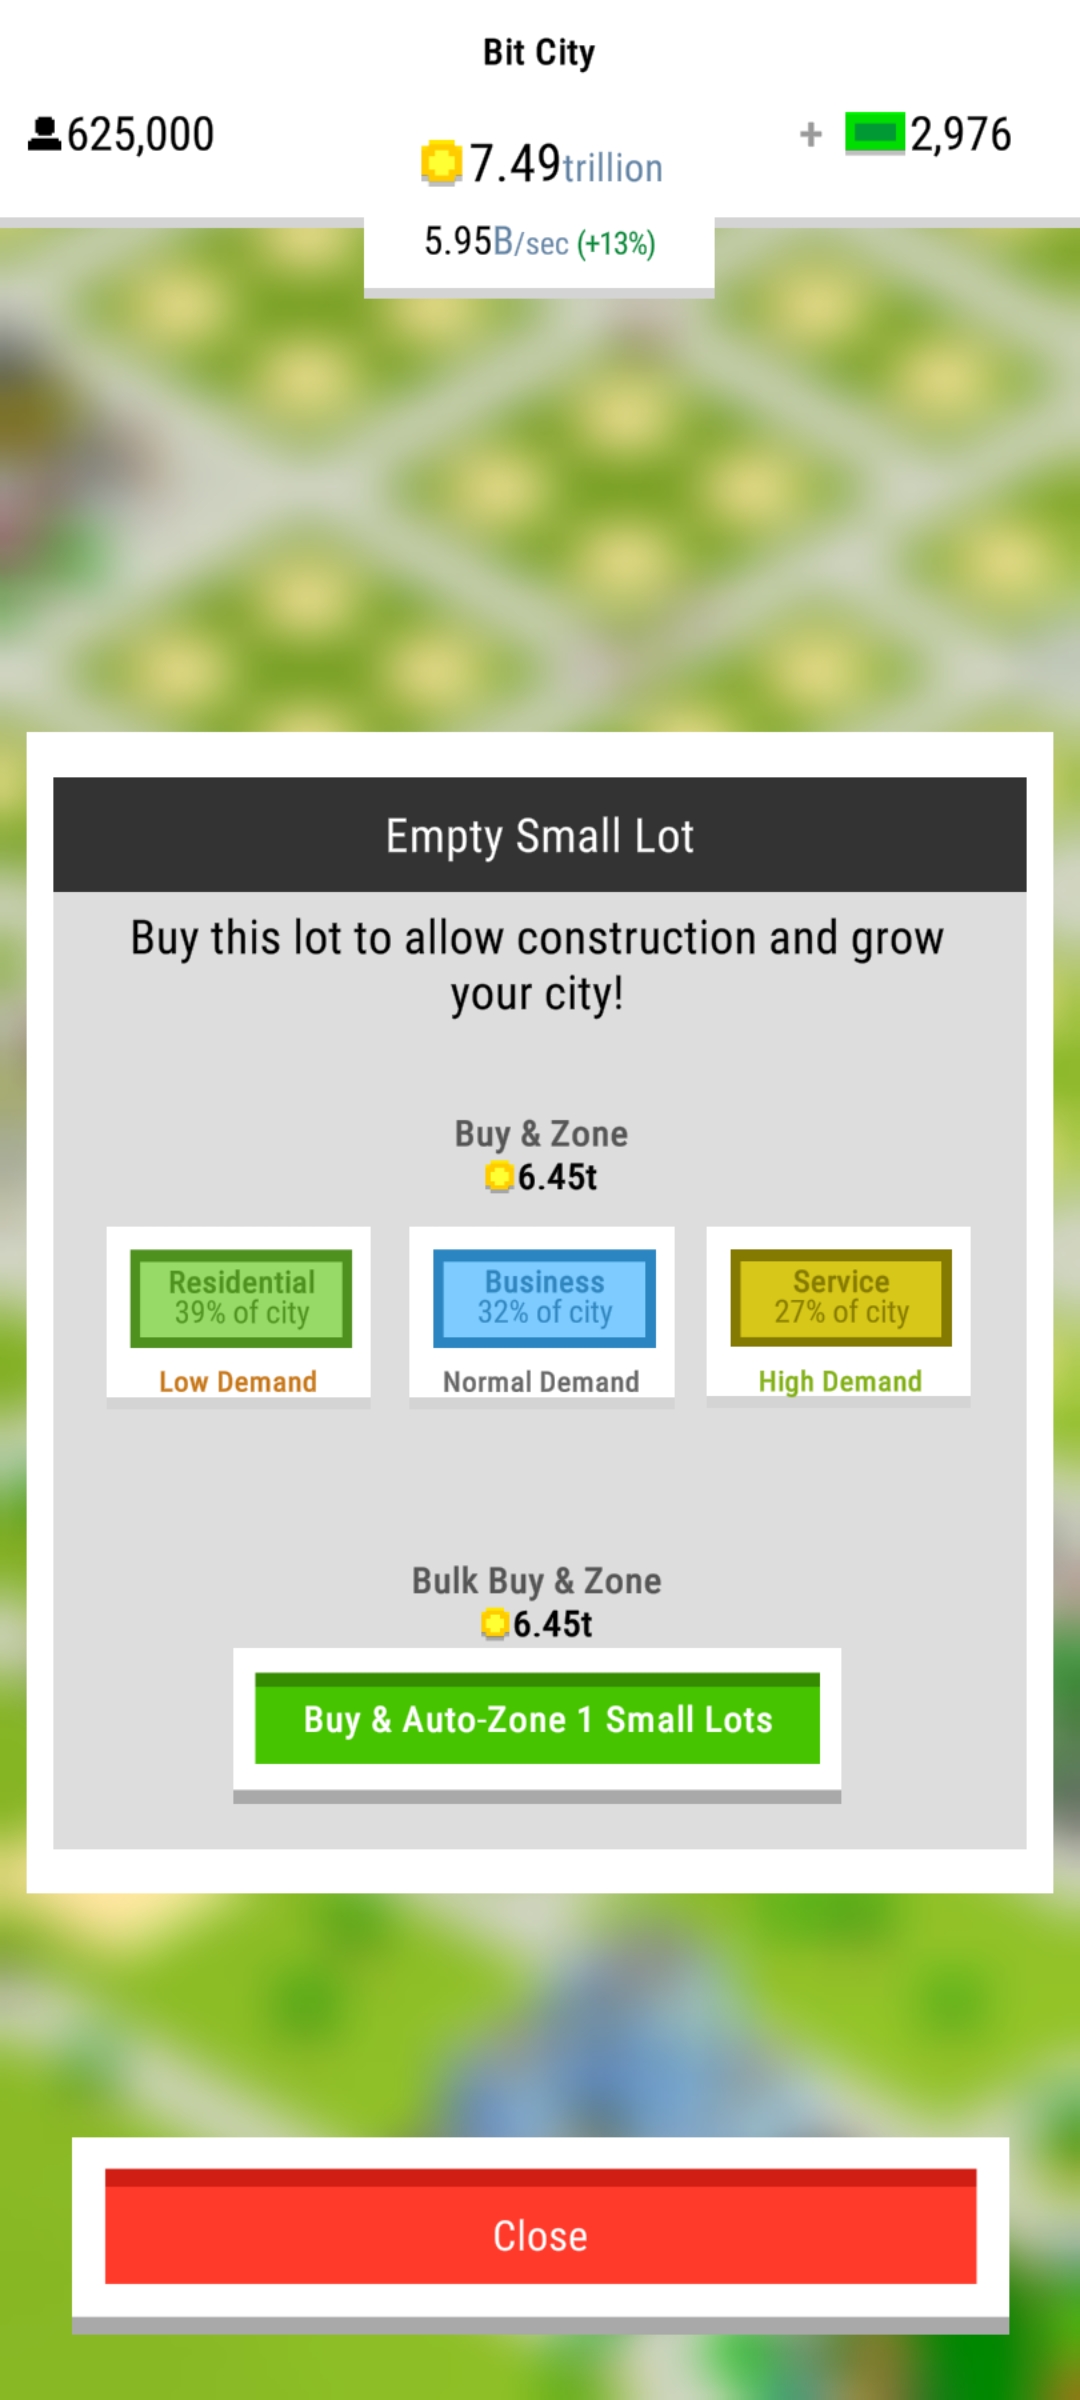 Bit City
625,000
7.49trillion
+ 2,976
5.95B/sec (+13%)
Empty Small Lot
Buy this lot to allow construction and grow
your city!
Buy & Zone
6.45t
Residential
39% of city
Low Demand
Business
32% of city
Normal Demand
Service
27% of city
High Demand
Bulk Buy & Zone
6.45t
Buy & Auto-Zone 1 Small Lots
Close